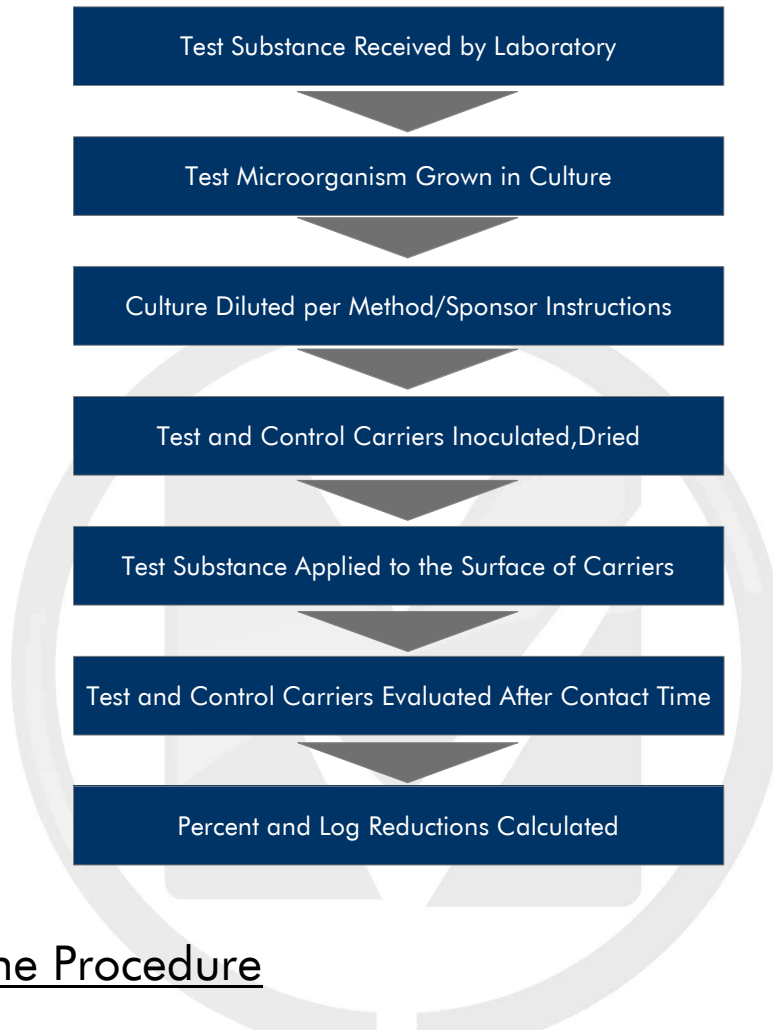 Test Substance Received by Laboratory
Test Microorganism Grown in Culture
Culture Diluted per Method/Sponsor Instructions
Test and Control Carriers Inoculated,Dried
Test Substance Applied to the Surface of Carriers
Test and Control Carriers Evaluated After Contact Time
Percent and Log Reductions Calculated
Procedure